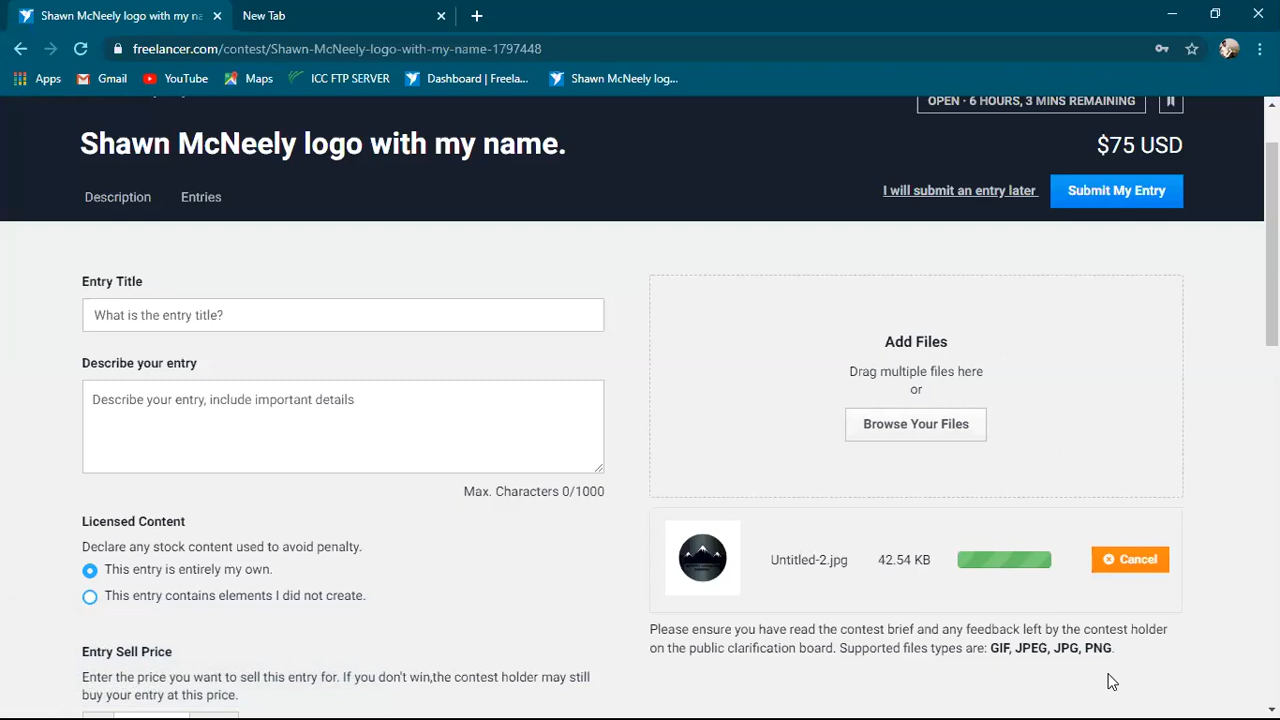 Shawn McNeely logo with my na
New Tab
freelancer.com/contest/Shawn-McNeely-logo-with-my-name-1797448
Apps
Gmail
YouTube
Maps
ICC FTP SERVER
Dashboard | Freela...
Shawn McNeely log...
OPEN · 6 HOURS, 3 MINS REMAINING
Shawn McNeely logo with my name.
$75 USD
Description
Entries
I will submit an entry later
Submit My Entry
Entry Title
What is the entry title?
Describe your entry
Describe your entry, include important details
Max. Characters 0/1000
Licensed Content
Declare any stock content used to avoid penalty.
This entry is entirely my own.
This entry contains elements I did not create.
Entry Sell Price
Enter the price you want to sell this entry for. If you don't win,the contest holder may still
buy your entry at this price.
Add Files
Drag multiple files here
or
Browse Your Files
Untitled-2.jpg
42.54 KB
Cancel
Please ensure you have read the contest brief and any feedback left by the contest holder
on the public clarification board. Supported files types are: GIF, JPEG, JPG, PNG.